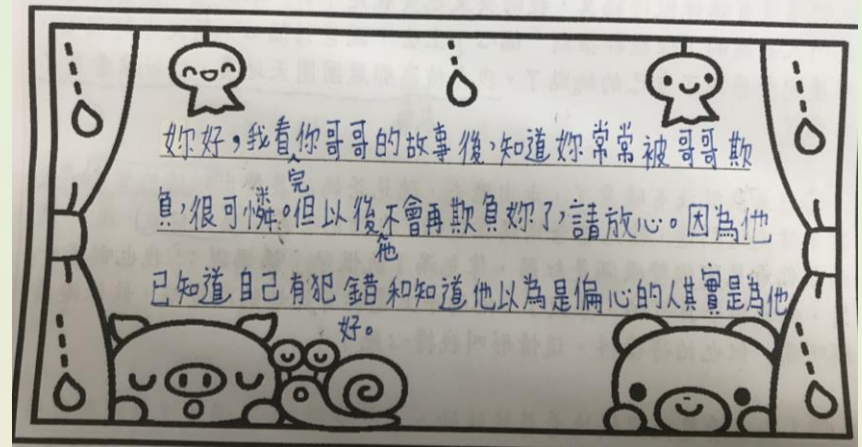 妳好,我看完你哥哥的故事後,知道妳常常被哥哥欺
負,很可憐。但以後他不會再欺負妳了,請放心。因為他
已知道自己有犯錯和知道他以為是偏心的人其實是為他
好。